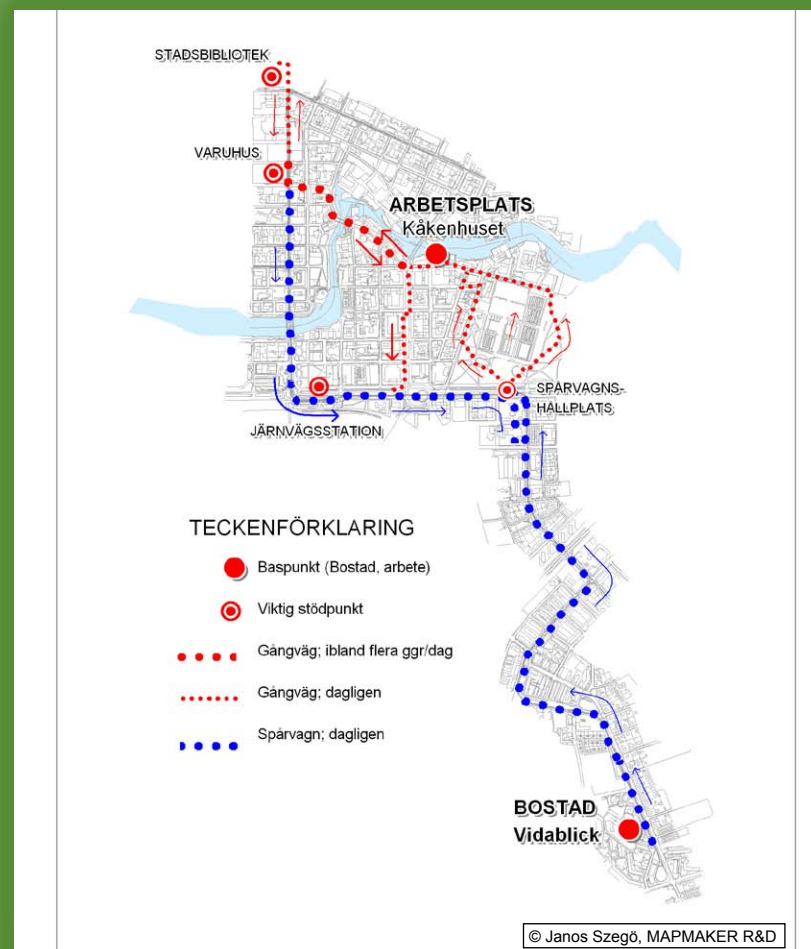 STADSBIBLIOTEK
VARUHUS
ARBETSPLATS
Kåkenhuset
SPÅRVAGNS-
HÅLLPLATS
JÄRNVÄGSSTATION
TECKENFÖRKLARING
Baspunkt (Bostad, arbete)
Viktig stödpunkt
Gångväg; ibland flera ggr/dag
Gångväg; dagligen
Spårvagn; dagligen
BOSTAD
Vidablick
© Janos Szegö, MAPMAKER R&D